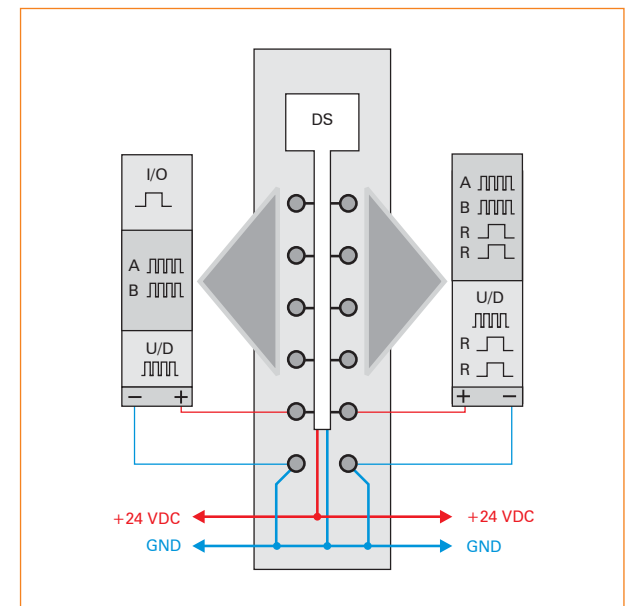 DS
I/O
A
B
U/D
− +
A
B
R
R
U/D
R
R
+ −
+24 VDC
+24 VDC
GND
GND